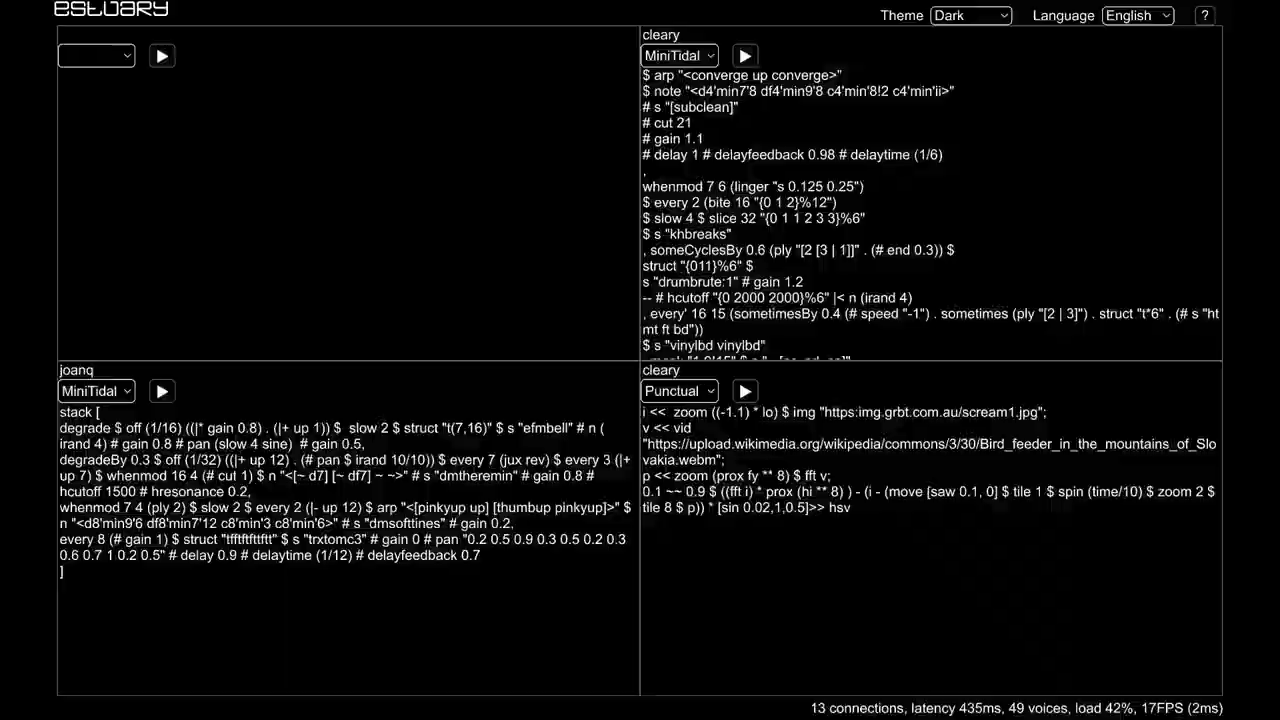 estuary
Theme Dark Language English ?
cleary
MiniTidal
$ arp "<converge up converge>"
$ note "<d4'min7'8 df4'min9'8 c4'min'8!2 c4'min'ii>"
# s "[subclean]"
# cut 21
# gain 1.1
# delay 1 # delayfeedback 0.98 # delaytime (1/6)
,
whenmod 7 6 (linger "s 0.125 0.25")
$ every 2 (bite 16 "{0 1 2}%12")
$ slow 4 $ slice 32 "{0 1 1 2 3 3}%6"
$ s "khbreaks"
, someCyclesBy 0.6 (ply "[2 [3 | 1]]" . (# end 0.3)) $
struct "{011}%6" $
s "drumbrute:1" # gain 1.2
-- # hcutoff "{0 2000 2000}%6" |< n (irand 4)
, every' 16 15 (sometimesBy 0.4 (# speed "-1") . sometimes (ply "[2 | 3]") . struct "t*6" . (# s "ht
mt ft bd"))
$ s "vinylbd vinylbd"
joanq
MiniTidal
stack [
degrade $ off (1/16) ((|* gain 0.8) . (|+ up 1)) $  slow 2 $ struct "t(7,16)" $ s "efmbell" # n (
irand 4) # gain 0.8 # pan (slow 4 sine)  # gain 0.5,
degradeBy 0.3 $ off (1/32) ((|+ up 12) . (# pan $ irand 10/10)) $ every 7 (jux rev) $ every 3 (|+
up 7) $ whenmod 16 4 (# cut 1) $ n "<[~ d7] [~ df7] ~ ~>" # s "dmtheremin" # gain 0.8 #
hcutoff 1500 # hresonance 0.2,
whenmod 7 4 (ply 2) $ slow 2 $ every 2 (|- up 12) $ arp "<[pinkyup up] [thumbup pinkyup]>" $
n "<d8'min9'6 df8'min7'12 c8'min'3 c8'min'6>" # s "dmsofttines" # gain 0.2,
every 8 (# gain 1) $ struct "tfftftfttftt" $ s "trxtomc3" # gain 0 # pan "0.2 0.5 0.9 0.3 0.5 0.2 0.3
0.6 0.7 1 0.2 0.5" # delay 0.9 # delaytime (1/12) # delayfeedback 0.7
]
cleary
Punctual
i <<  zoom ((-1.1) * lo) $ img "https:img.grbt.com.au/scream1.jpg";
v << vid
"https://upload.wikimedia.org/wikipedia/commons/3/30/Bird_feeder_in_the_mountains_of_Slo
vakia.webm";
p << zoom (prox fy ** 8) $ fft v;
0.1 ~~ 0.9 $ ((fft i) * prox (hi ** 8) ) - (i - (move [saw 0.1, 0] $ tile 1 $ spin (time/10) $ zoom 2 $
tile 8 $ p)) * [sin 0.02,1,0.5]>> hsv
13 connections, latency 435ms, 49 voices, load 42%, 17FPS (2ms)